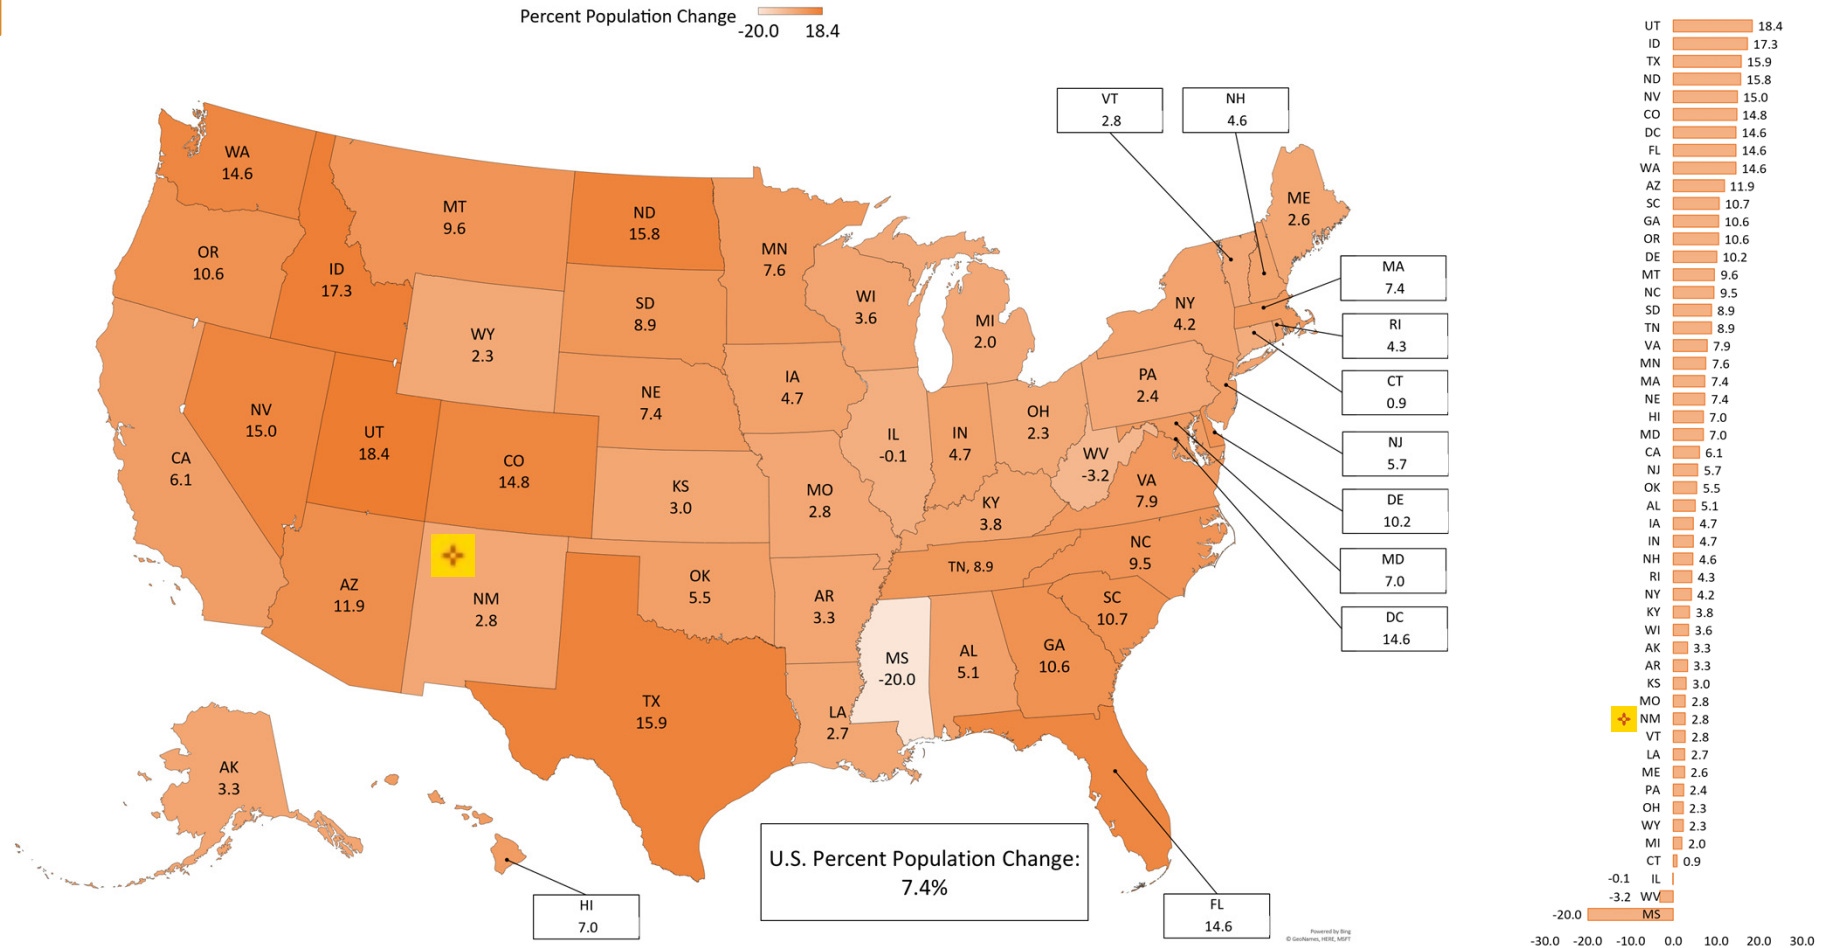 Percent Population Change
-20.0 18.4
WA
14.6
OR
10.6
CA
6.1
ID
17.3
NV
15.0
UT
18.4
AZ
11.9
MT
9.6
WY
2.3
CO
14.8
NM
2.8
ND
15.8
SD
8.9
NE
7.4
KS
3.0
OK
5.5
TX
15.9
MN
7.6
IA
4.7
MO
2.8
AR
3.3
LA
2.7
WI
3.6
IL
-0.1
MI
2.0
IN
4.7
OH
2.3
KY
3.8
TN, 8.9
MS
-20.0
AL
5.1
GA
10.6
SC
10.7
NC
9.5
VA
7.9
WV
-3.2
PA
2.4
NY
4.2
ME
2.6
VT
2.8
NH
4.6
MA
7.4
RI
4.3
CT
0.9
NJ
5.7
DE
10.2
MD
7.0
DC
14.6
FL
14.6
AK
3.3
HI
7.0
U.S. Percent Population Change:
7.4%
Powered by Bing
© GeoNames, HERE, MSFT
UT 18.4
ID 17.3
TX 15.9
ND 15.8
NV 15.0
CO 14.8
DC 14.6
FL 14.6
WA 14.6
AZ 11.9
SC 10.7
GA 10.6
OR 10.6
DE 10.2
MT 9.6
NC 9.5
SD 8.9
TN 8.9
VA 7.9
MN 7.6
MA 7.4
NE 7.4
HI 7.0
MD 7.0
CA 6.1
NJ 5.7
OK 5.5
AL 5.1
IA 4.7
IN 4.7
NH 4.6
RI 4.3
NY 4.2
KY 3.8
WI 3.6
AK 3.3
AR 3.3
KS 3.0
MO 2.8
NM 2.8
VT 2.8
LA 2.7
ME 2.6
PA 2.4
OH 2.3
WY 2.3
MI 2.0
CT 0.9
-0.1 IL
-3.2 WV
-20.0 MS
-30.0 -20.0 -10.0 0.0 10.0 20.0 30.0